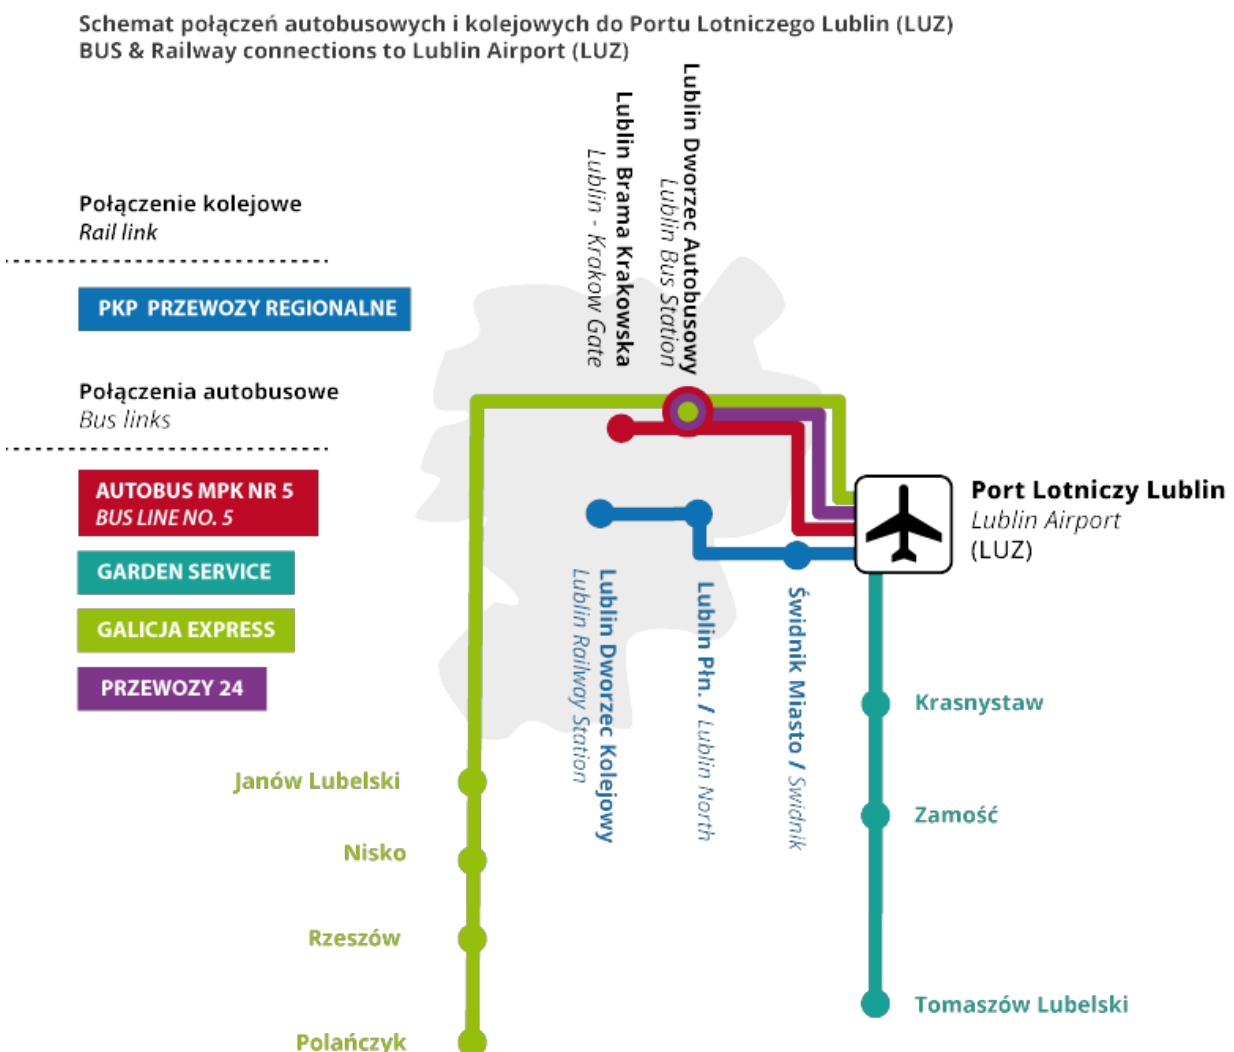 Schemat połączeń autobusowych i kolejowych do Portu Lotniczego Lublin (LUZ)
BUS & Railway connections to Lublin Airport (LUZ)
Lublin Brama Krakowska
Lublin - Krakow Gate
Lublin Dworzec Autobusowy
Lublin Bus Station
Połączenie kolejowe
Rail link
PKP PRZEWOZY REGIONALNE
Połączenia autobusowe
Bus links
AUTOBUS MPK NR 5
BUS LINE NO. 5
GARDEN SERVICE
GALICJA EXPRESS
PRZEWOZY 24
Port Lotniczy Lublin
Lublin Airport
(LUZ)
Lublin Dworzec Kolejowy
Lublin Railway Station
Lublin Płn. / Lublin North
Świdnik Miasto / Swidnik
Krasnystaw
Zamość
Tomaszów Lubelski
Janów Lubelski
Nisko
Rzeszów
Polańczyk